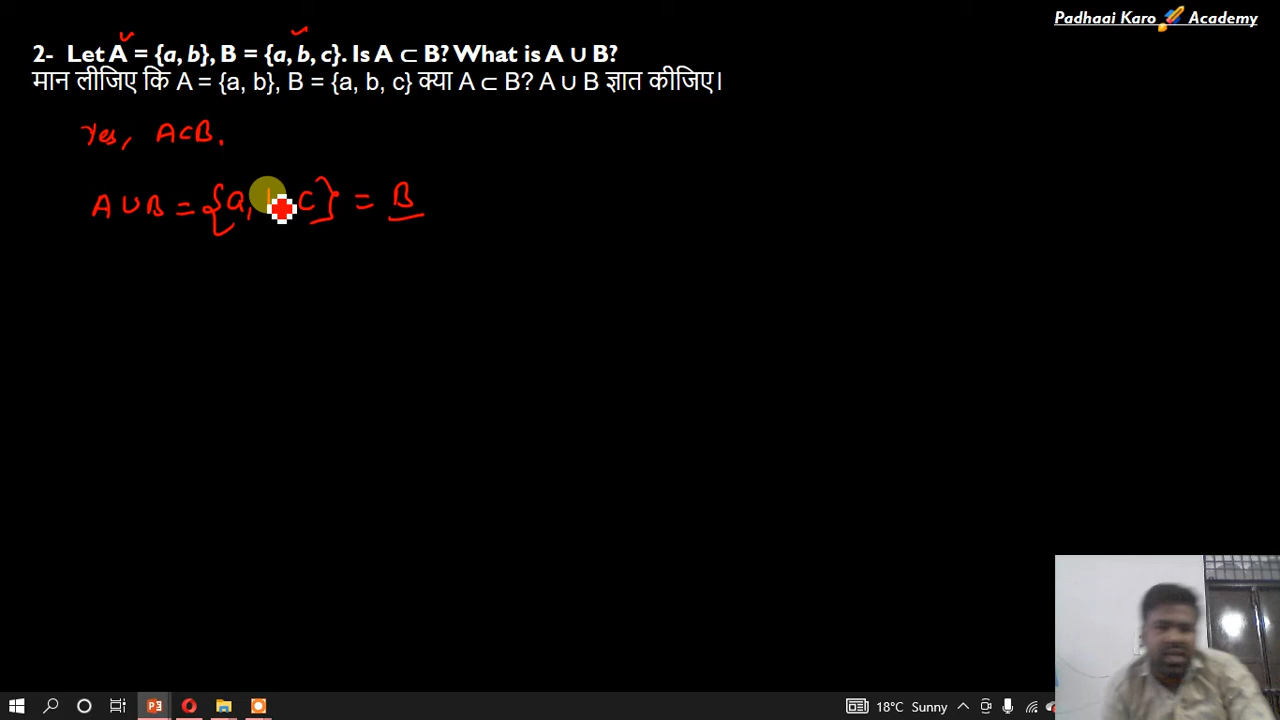 Padhaai Karo Academy
2- Let A = {a, b}, B = {a, b, c}. Is A ⊂ B? What is A ∪ B?
मान लीजिए कि A = {a, b}, B = {a, b, c} क्या A ⊂ B? A ∪ B ज्ञात कीजिए।
Yes, A⊂B.
A∪B = {a, c} = B
18°C Sunny